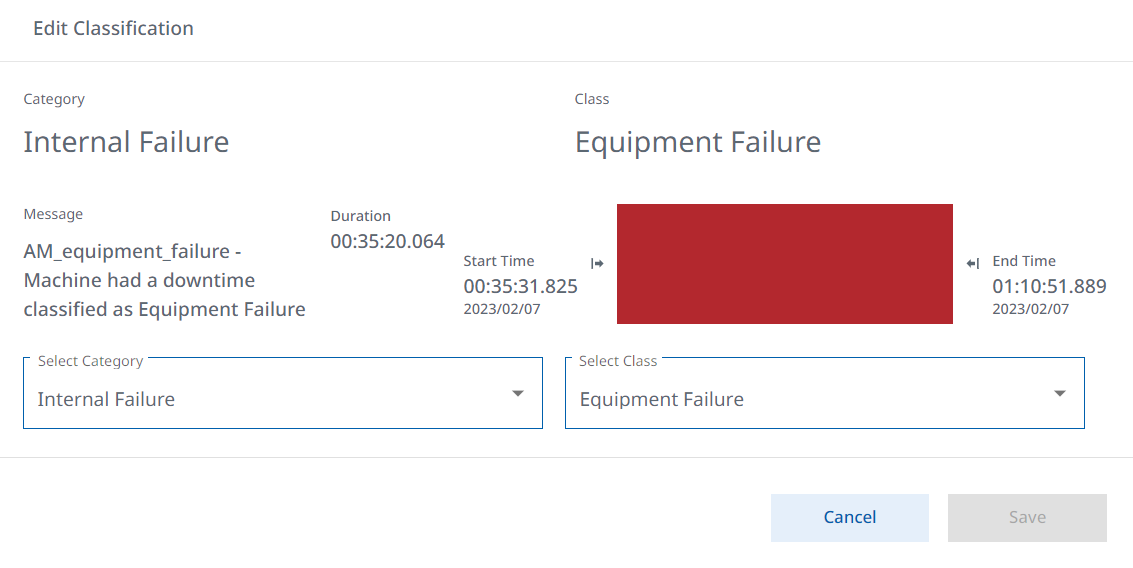 Edit Classification
Category
Class
Internal Failure
Equipment Failure
Message
AM_equipment_failure -
Machine had a downtime
classified as Equipment Failure
Duration
00:35:20.064
Start Time
00:35:31.825
2023/02/07
End Time
01:10:51.889
2023/02/07
Select Category
Internal Failure
Select Class
Equipment Failure
Cancel
Save